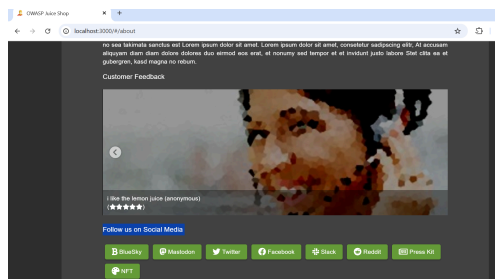 OWASP Juice Shop
localhost:3000/#/about
no sea takimata sanctus est Lorem ipsum dolor sit amet. Lorem ipsum dolor sit amet, consetetur sadipscing elitr, At accusam
aliquyam diam diam dolore dolores duo eirmod eos erat, et nonumy sed tempor et et invidunt justo labore Stet clita ea et
gubergren, kasd magna no rebum.
Customer Feedback
i like the lemon juice (anonymous)
Follow us on Social Media
BlueSky Mastodon Twitter Facebook Slack Reddit Press Kit
NFT